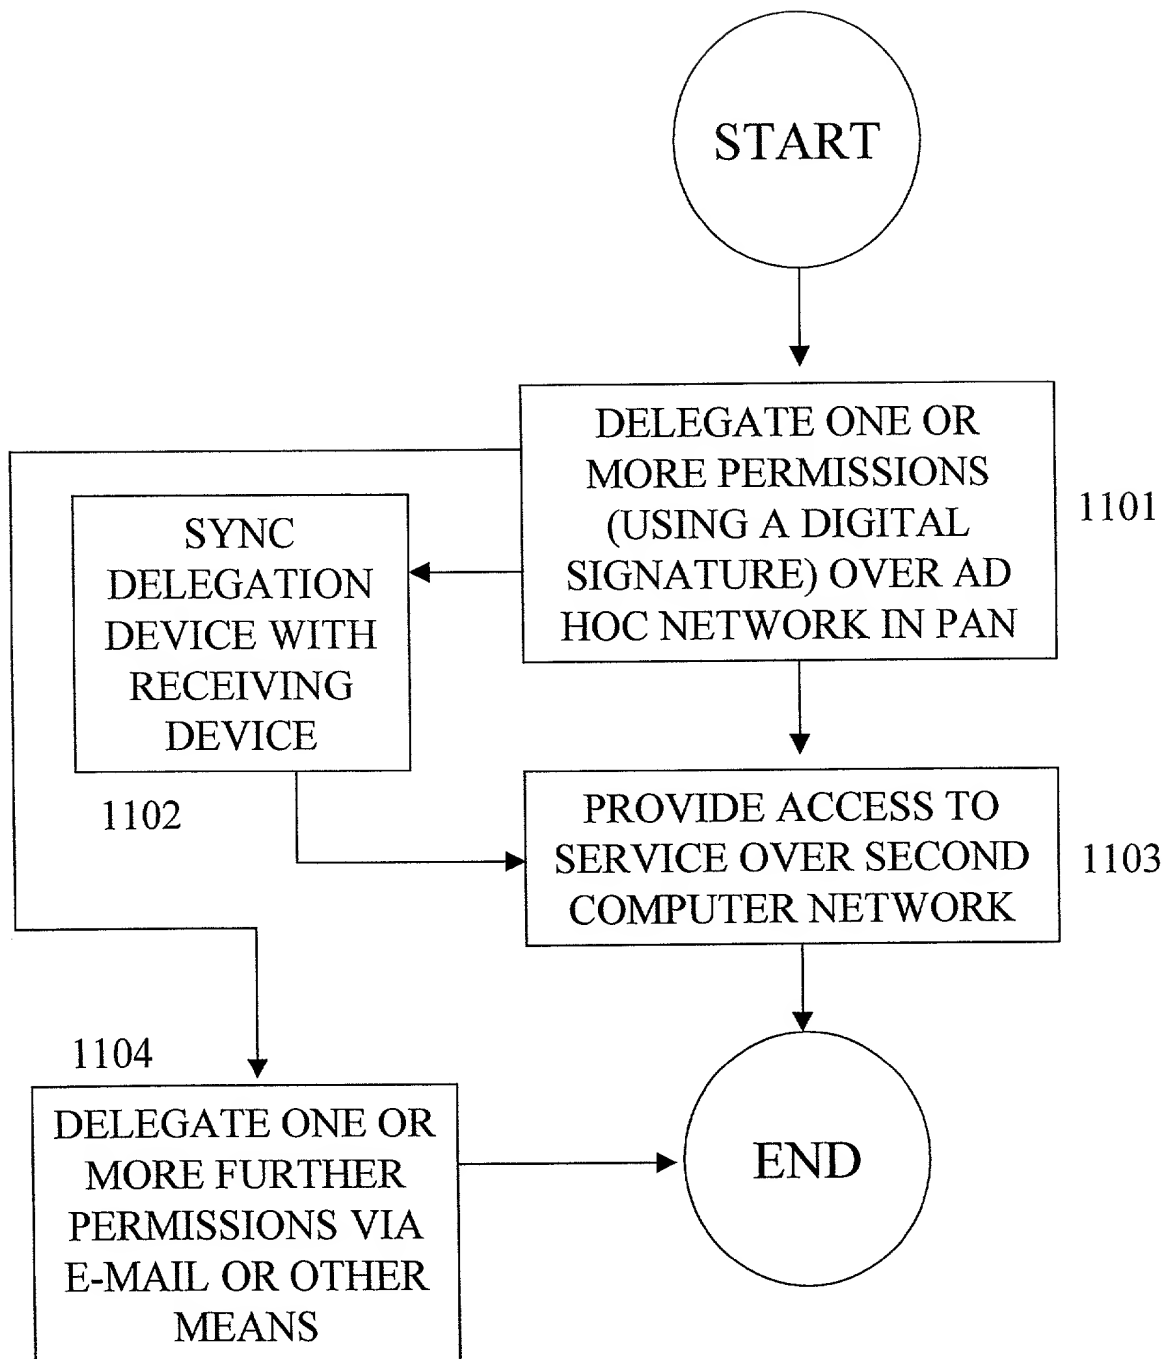 START
DELEGATE ONE OR
MORE PERMISSIONS
(USING A DIGITAL
SIGNATURE) OVER AD
HOC NETWORK IN PAN
1101
SYNC
DELEGATION
DEVICE WITH
RECEIVING
DEVICE
1102
PROVIDE ACCESS TO
SERVICE OVER SECOND
COMPUTER NETWORK
1103
1104
DELEGATE ONE OR
MORE FURTHER
PERMISSIONS VIA
E-MAIL OR OTHER
MEANS
END